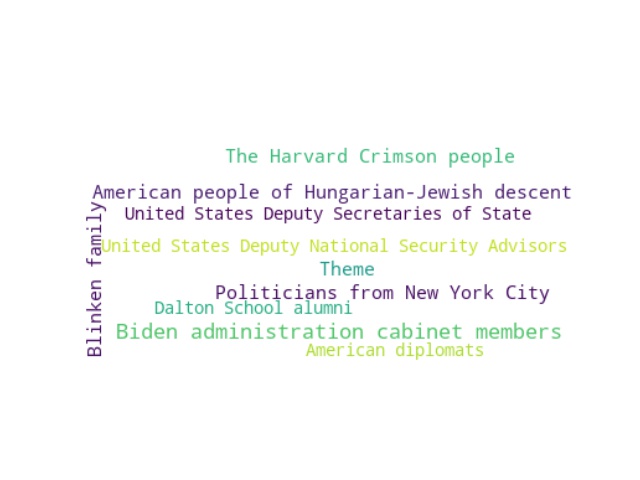 The Harvard Crimson people
American people of Hungarian-Jewish descent
United States Deputy Secretaries of State
United States Deputy National Security Advisors
Theme
Politicians from New York City
Dalton School alumni
Biden administration cabinet members
American diplomats
Blinken family